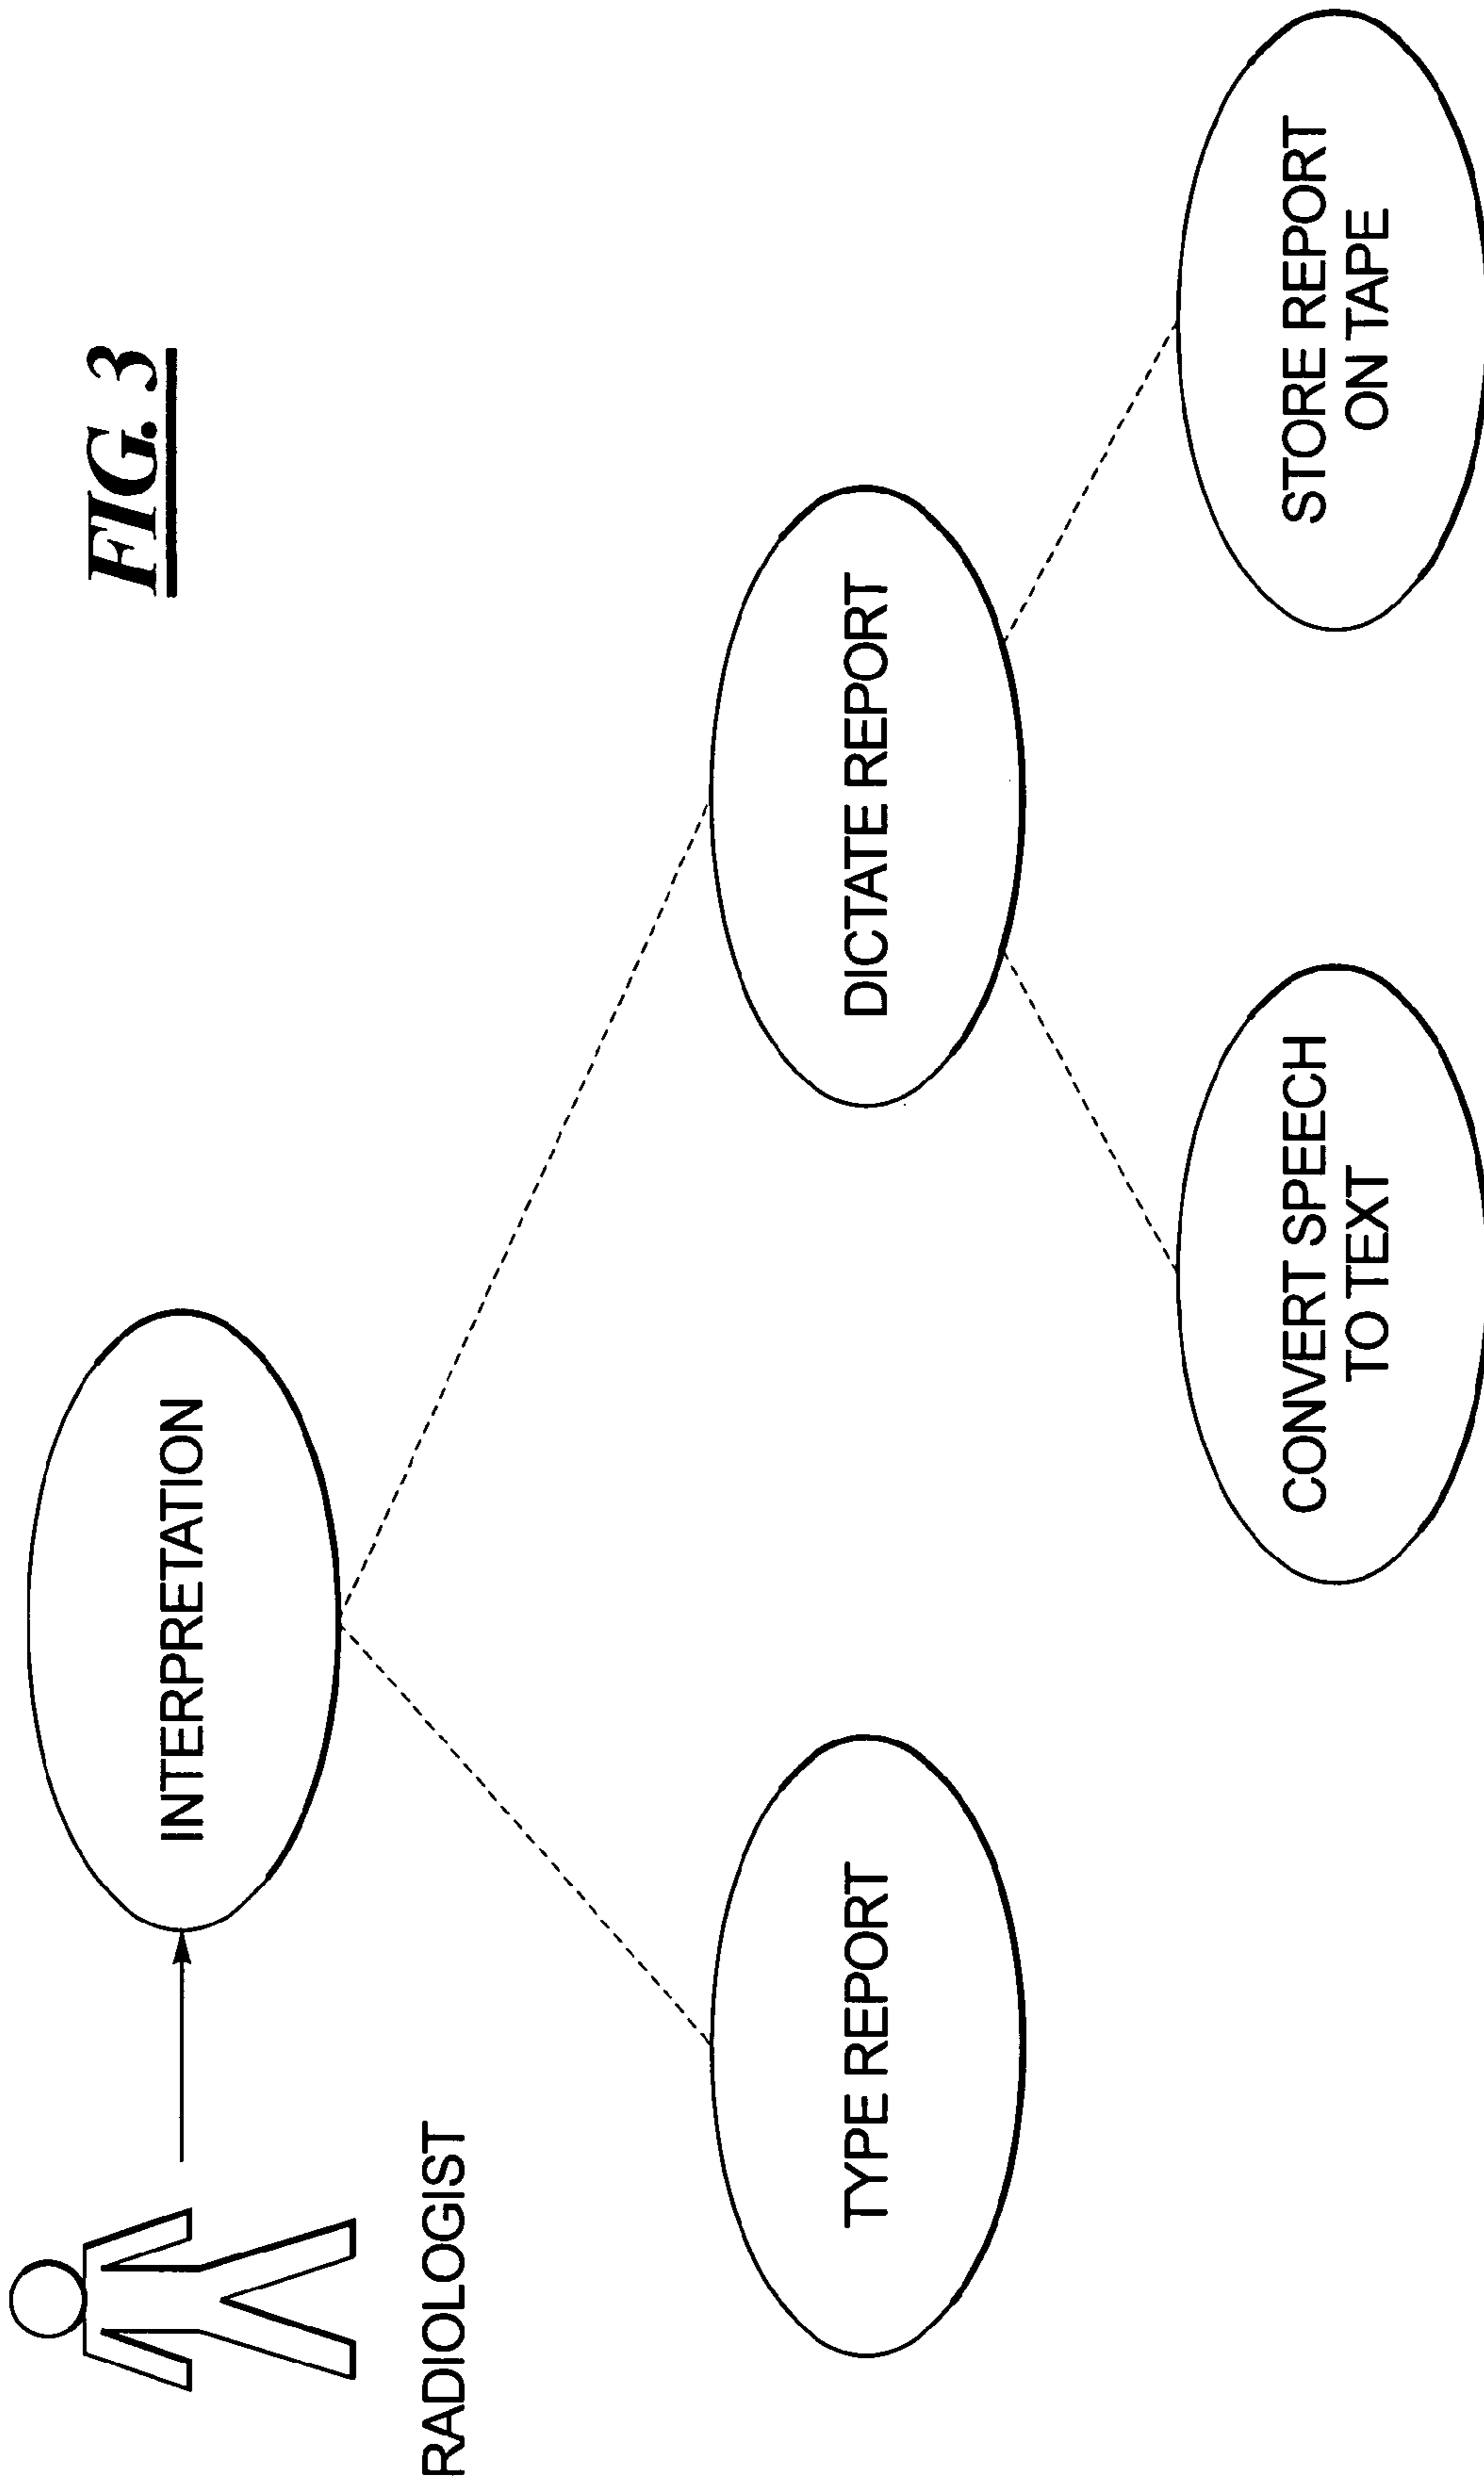 FIG. 3
INTERPRETATION
RADIOLOGIST
TYPE REPORT
DICTATE REPORT
CONVERT SPEECH
TO TEXT
STORE REPORT
ON TAPE